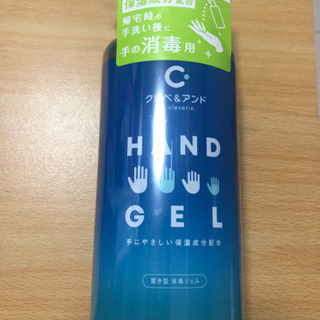 保湿成分配合
帰宅時や
手洗い後に
手の消毒用
クレベ&アンド
cleverin
HAND
GEL
手にやさしい保湿成分配合
置き型 消毒ジェル